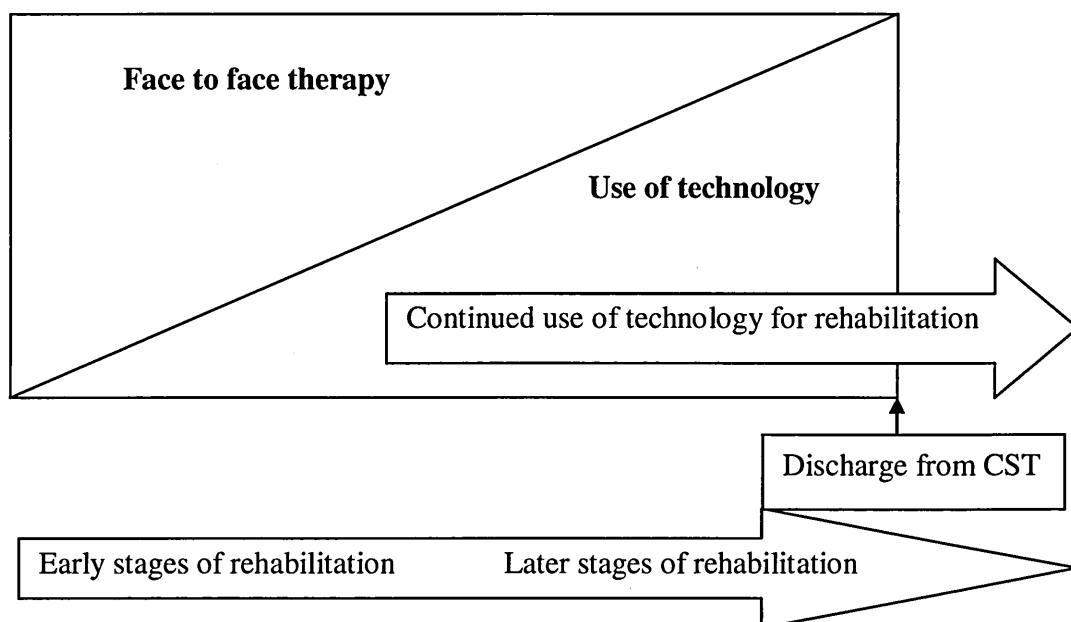 Face to face therapy
Use of technology
Continued use of technology for rehabilitation
Discharge from CST
Early stages of rehabilitation Later stages of rehabilitation